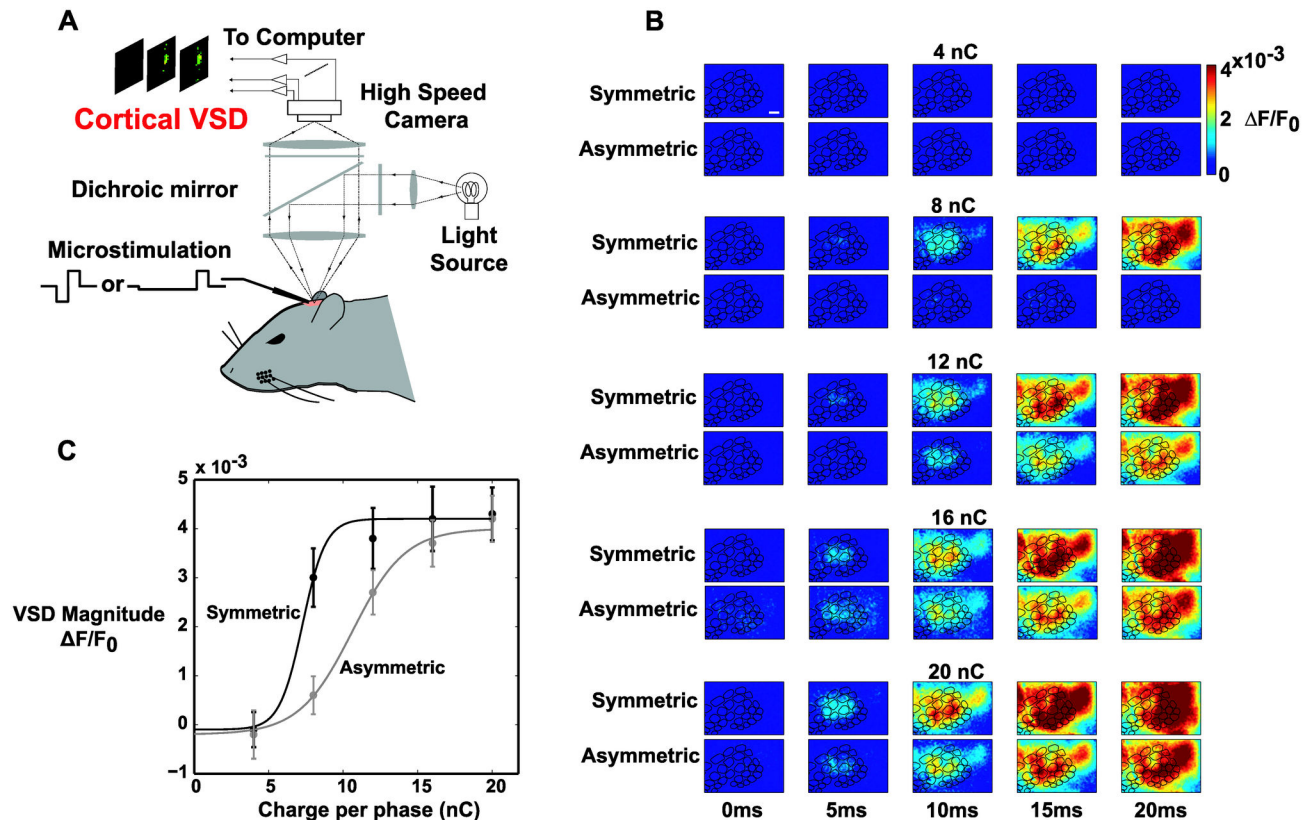 A
To Computer
Cortical VSD
High Speed
Camera
Dichroic mirror
Microstimulation
or
Light
Source
B
4 nC
Symmetric
Asymmetric
4 x10⁻³
2 ΔF/F₀
0
8 nC
Symmetric
Asymmetric
12 nC
Symmetric
Asymmetric
16 nC
Symmetric
Asymmetric
20 nC
Symmetric
Asymmetric
0ms 5ms 10ms 15ms 20ms
C
x 10⁻³
5
4
3
2
1
0
−1
VSD Magnitude
ΔF/F₀
Symmetric
Asymmetric
0 5 10 15 20
Charge per phase (nC)